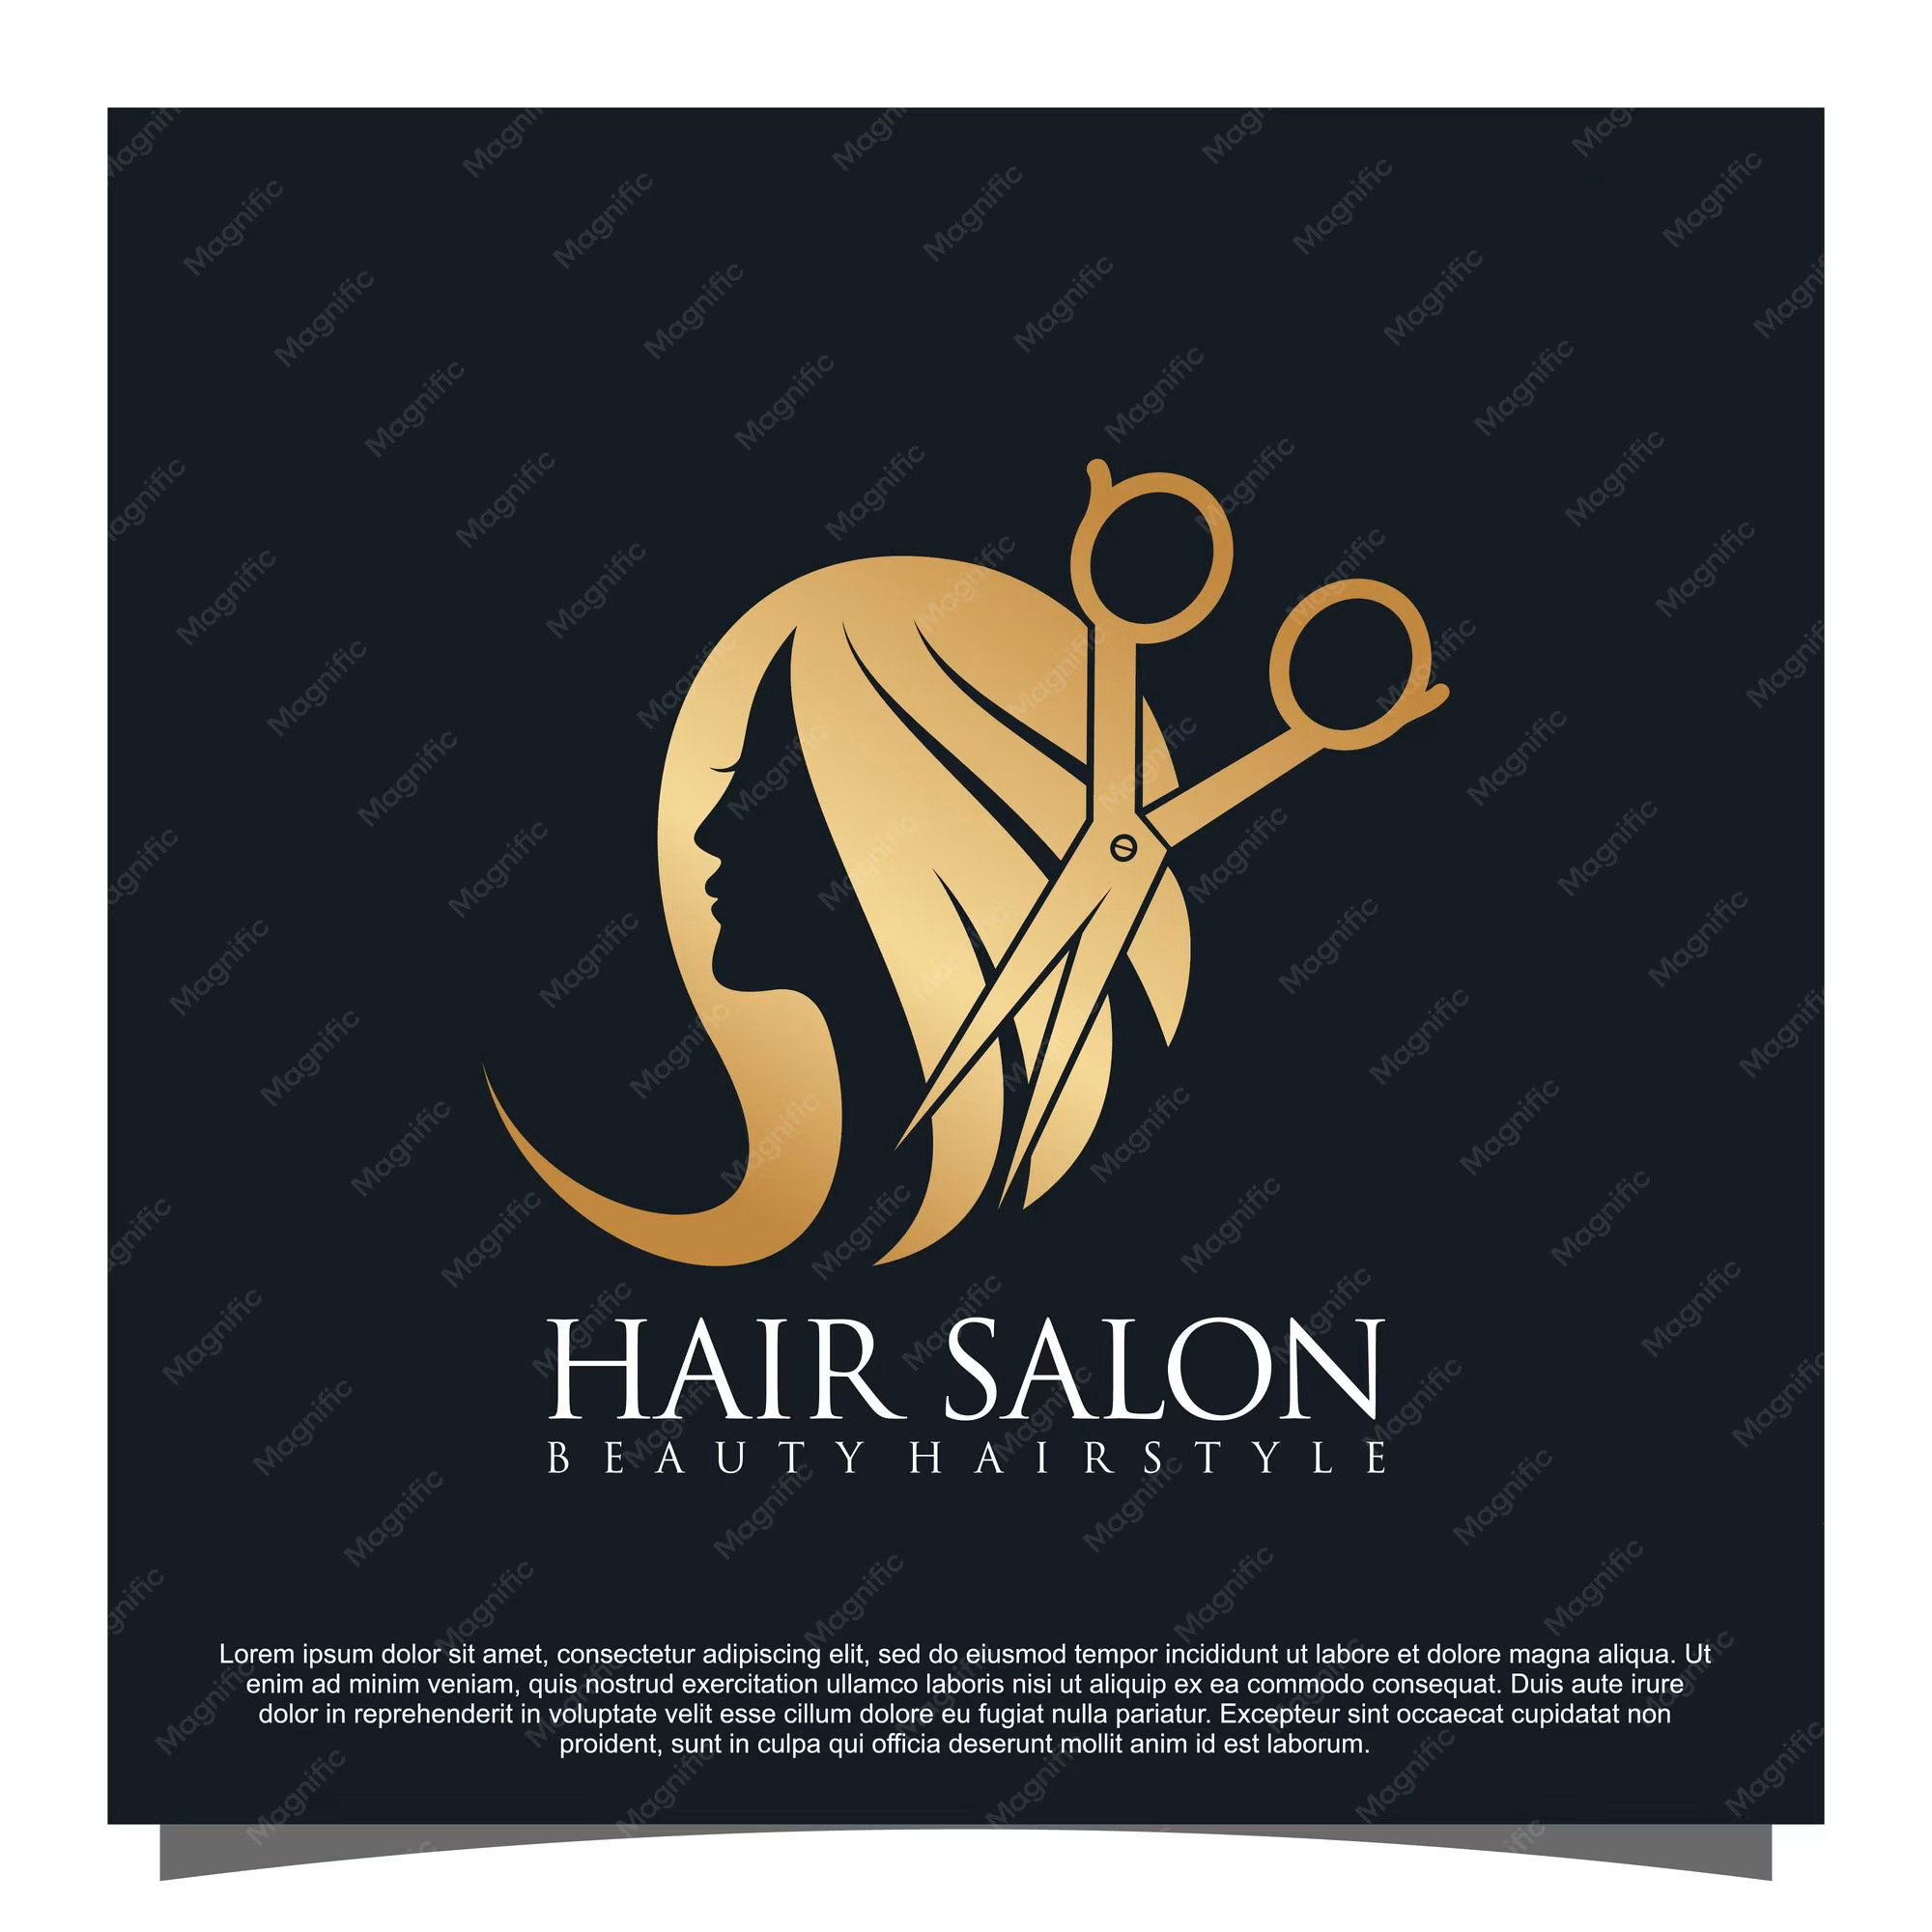 HAIR SALON
BEAUTY HAIRSTYLE
Lorem ipsum dolor sit amet, consectetur adipiscing elit, sed do eiusmod tempor incididunt ut labore et dolore magna aliqua. Ut
enim ad minim veniam, quis nostrud exercitation ullamco laboris nisi ut aliquip ex ea commodo consequat. Duis aute irure
dolor in reprehenderit in voluptate velit esse cillum dolore eu fugiat nulla pariatur. Excepteur sint occaecat cupidatat non
proident, sunt in culpa qui officia deserunt mollit anim id est laborum.
Magnific